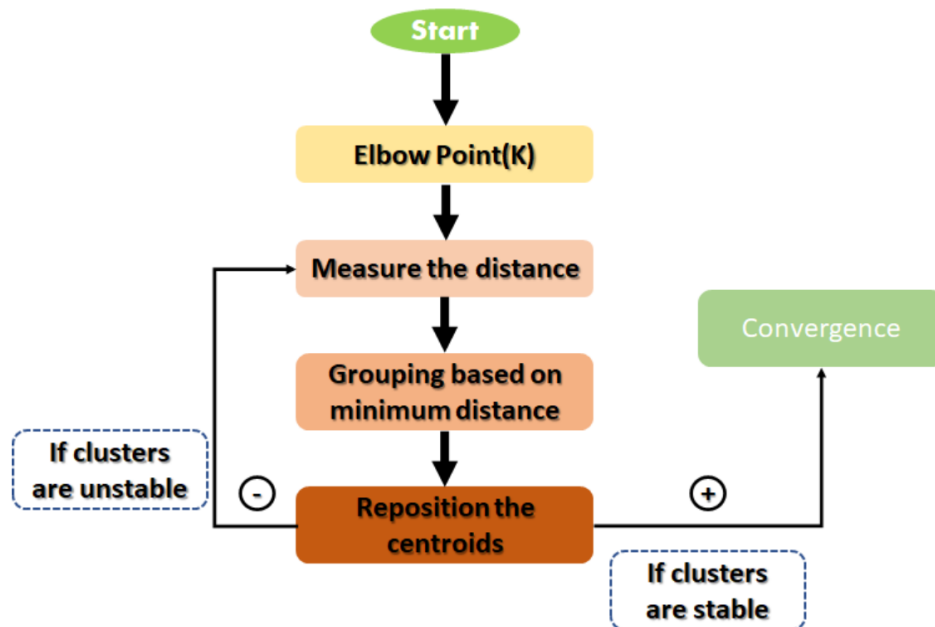 Start
Elbow Point(K)
Measure the distance
Convergence
Grouping based on
minimum distance
If clusters
are unstable
-
+
Reposition the
centroids
If clusters
are stable